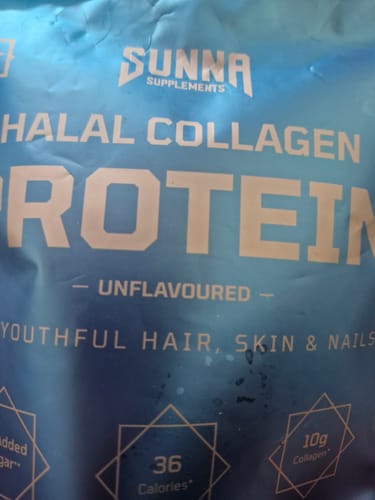 SUNNA
SUPPLEMENTS
HALAL COLLAGEN
PROTEIN
— UNFLAVOURED —
YOUTHFUL HAIR, SKIN & NAILS
36
Calories*
10g
Collagen*